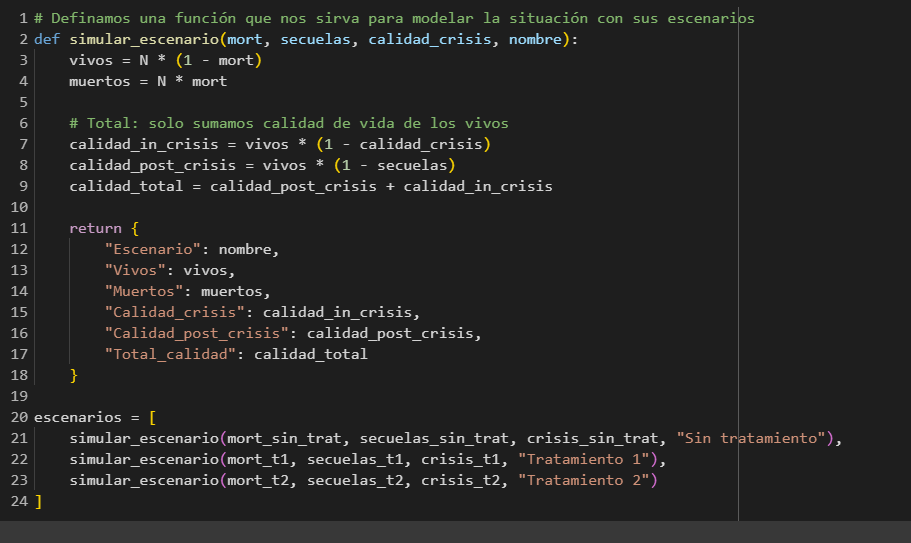 1 # Definamos una función que nos sirva para modelar la situación con sus escenarios
2 def simular_escenario(mort, secuelas, calidad_crisis, nombre):
3     vivos = N * (1 - mort)
4     muertos = N * mort
5
6     # Total: solo sumamos calidad de vida de los vivos
7     calidad_in_crisis = vivos * (1 - calidad_crisis)
8     calidad_post_crisis = vivos * (1 - secuelas)
9     calidad_total = calidad_post_crisis + calidad_in_crisis
10
11     return {
12         "Escenario": nombre,
13         "Vivos": vivos,
14         "Muertos": muertos,
15         "Calidad_crisis": calidad_in_crisis,
16         "Calidad_post_crisis": calidad_post_crisis,
17         "Total_calidad": calidad_total
18     }
19
20 escenarios = [
21     simular_escenario(mort_sin_trat, secuelas_sin_trat, crisis_sin_trat, "Sin tratamiento"),
22     simular_escenario(mort_t1, secuelas_t1, crisis_t1, "Tratamiento 1"),
23     simular_escenario(mort_t2, secuelas_t2, crisis_t2, "Tratamiento 2")
24 ]